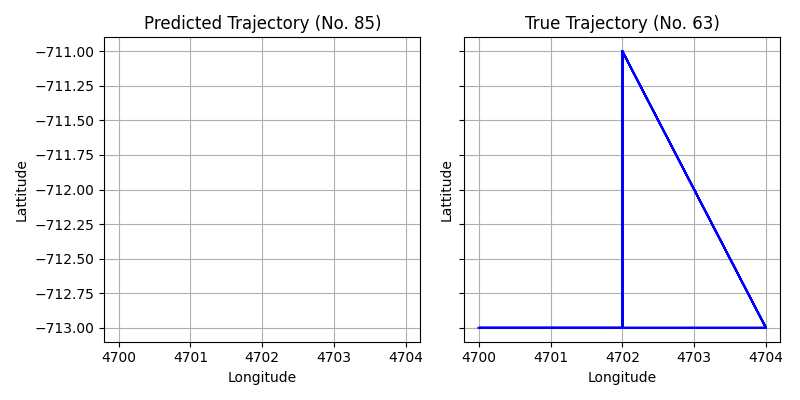 Predicted Trajectory (No. 85)
−711.00
−711.25
−711.50
−711.75
−712.00
−712.25
−712.50
−712.75
−713.00
Lattitude
4700 4701 4702 4703 4704
Longitude
True Trajectory (No. 63)
Lattitude
4700 4701 4702 4703 4704
Longitude